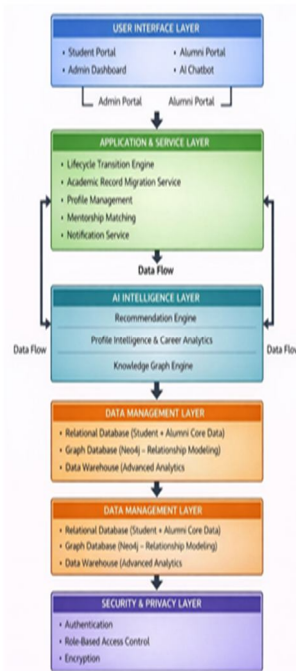 USER INTERFACE LAYER
• Student Portal • Alumni Portal
• Admin Dashboard • AI Chatbot
Admin Portal Alumni Portal
APPLICATION & SERVICE LAYER
• Lifecycle Transition Engine
• Academic Record Migration Service
• Profile Management
• Mentorship Matching
• Notification Service
Data Flow
AI INTELLIGENCE LAYER
Recommendation Engine
Profile Intelligence & Career Analytics
Knowledge Graph Engine
Data Flow Data Flow
DATA MANAGEMENT LAYER
• Relational Database (Student + Alumni Core Data)
• Graph Database (Neo4j – Relationship Modeling)
• Data Warehouse (Advanced Analytics
DATA MANAGEMENT LAYER
• Relational Database (Student + Alumni Core Data)
• Graph Database (Neo4j – Relationship Modeling)
• Data Warehouse (Advanced Analytics
SECURITY & PRIVACY LAYER
• Authentication
• Role-Based Access Control
• Encryption